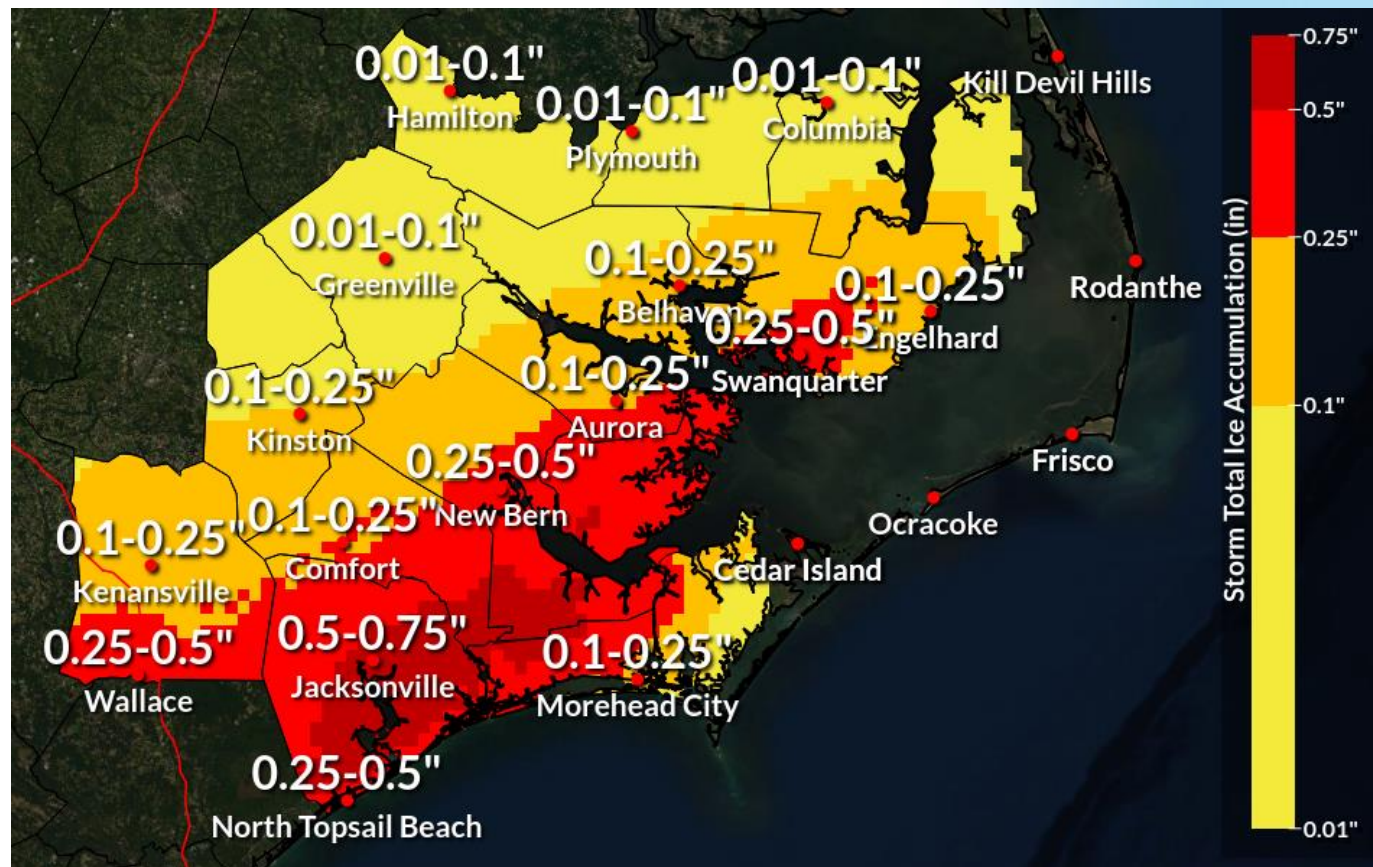 0.01-0.1"
Hamilton
0.01-0.1"
Plymouth
0.01-0.1"
Columbia
Kill Devil Hills
0.01-0.1"
Greenville
0.1-0.25"
Belhaven
0.1-0.25"
Engelhard
Rodanthe
0.25-0.5"
Swanquarter
0.1-0.25"
Kinston
0.1-0.25"
Aurora
Frisco
0.25-0.5"
New Bern
Ocracoke
0.1-0.25"
Kenansville
0.1-0.25"
Comfort
Cedar Island
0.25-0.5"
Wallace
0.5-0.75"
Jacksonville
0.1-0.25"
Morehead City
0.25-0.5"
North Topsail Beach
Storm Total Ice Accumulation (in)
0.75"
0.5"
0.25"
0.1"
0.01"